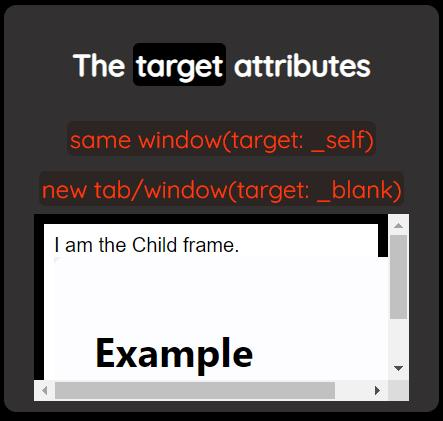 The target attributes
same window(target: _self)
new tab/window(target: _blank)
I am the Child frame.
Example